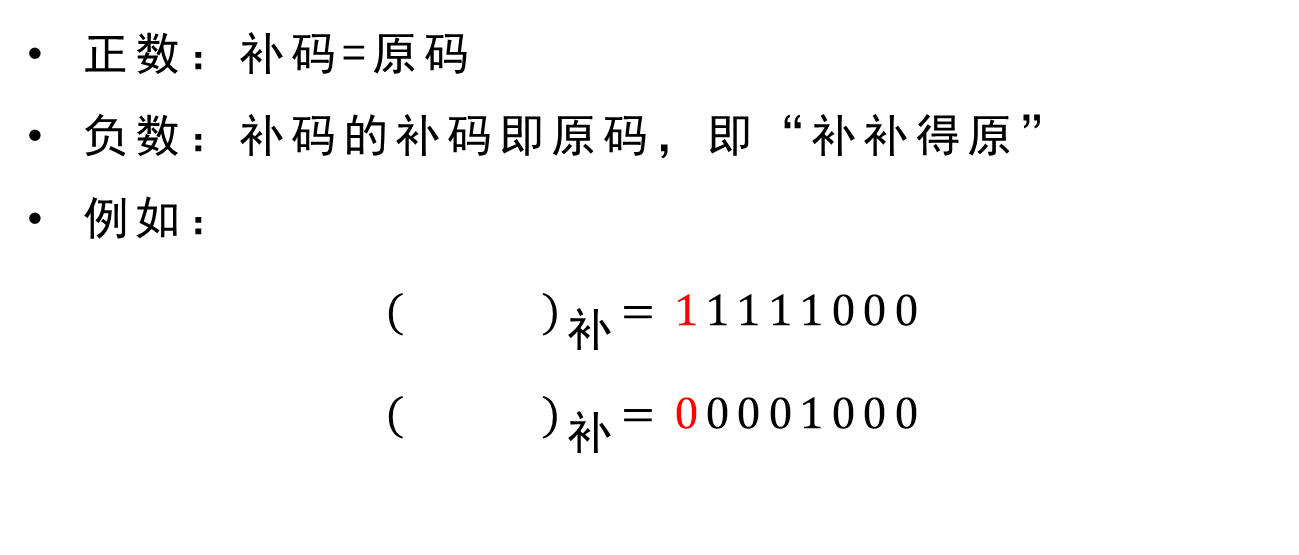 • 正数：补码=原码
• 负数：补码的补码即原码，即“补补得原”
• 例如：
( )补 = 11111000
( )补 = 00001000